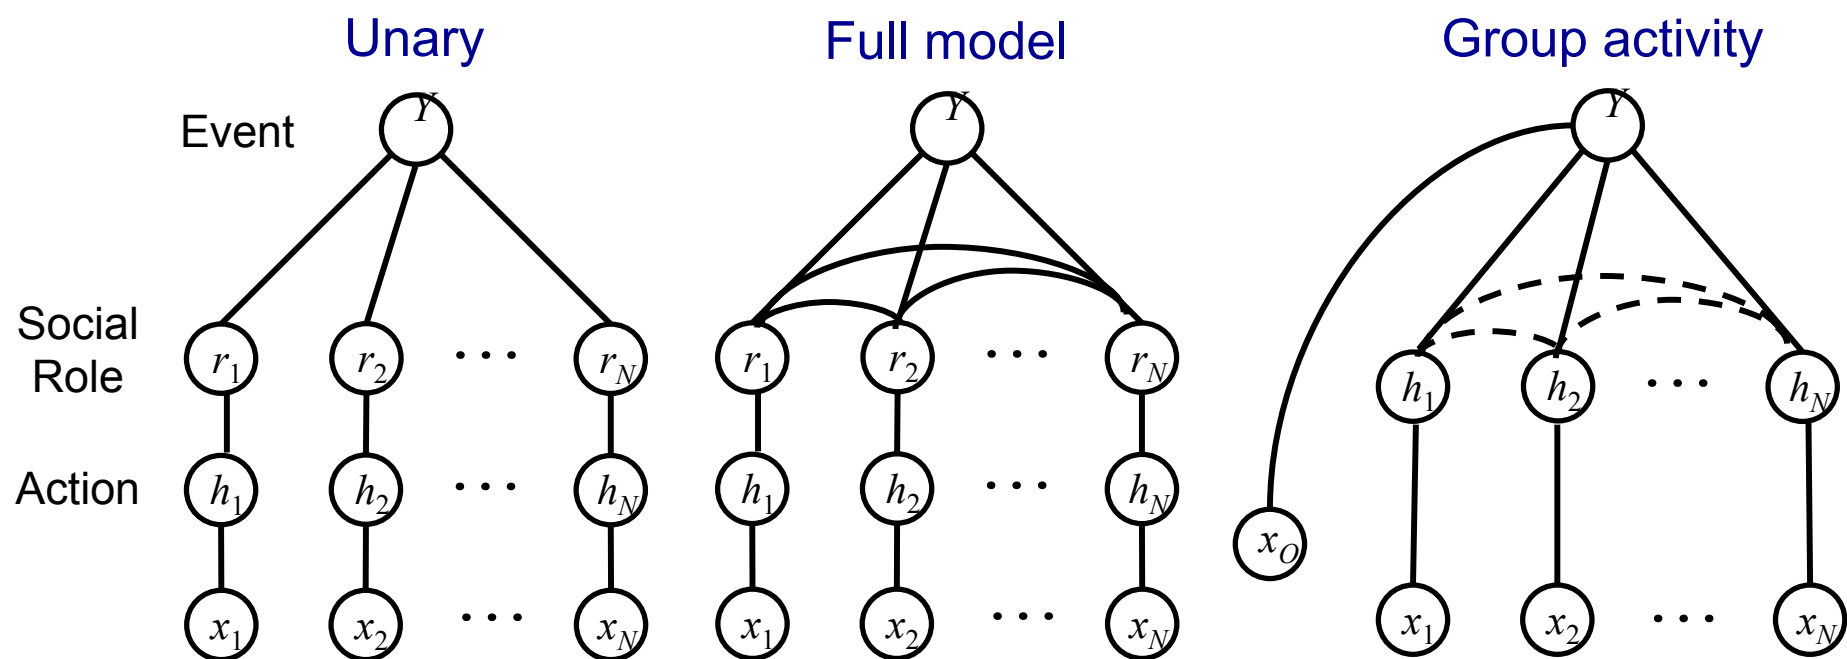 Unary Full model Group activity
Event Y Y Y
Social
Role
r1 r2 ... rN r1 r2 ... rN h1 h2 ... hN
Action h1 h2 ... hN h1 h2 ... hN xO
x1 x2 ... xN x1 x2 ... xN x1 x2 ... xN